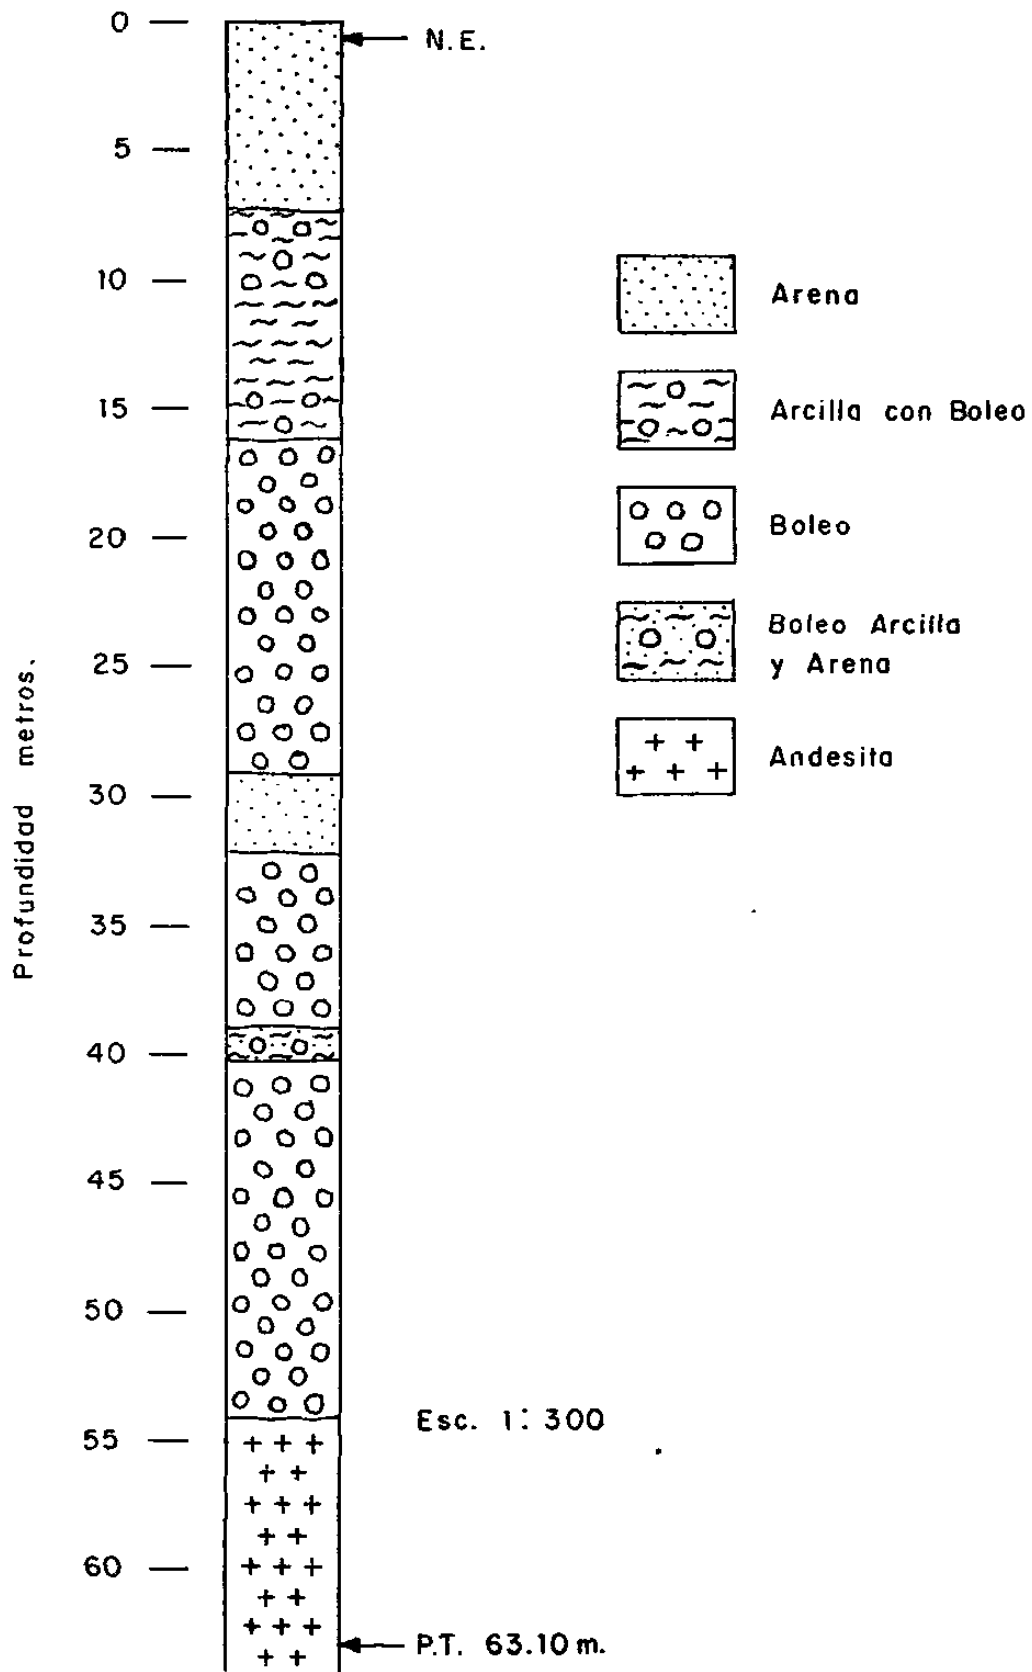 0
N.E.
5
10
15
20
25
30
35
40
45
50
55
60
Profundidad metros.
Arena
Arcilla con Boleo
Boleo
Boleo Arcilla
y Arena
Andesita
Esc. 1:300
P.T. 63.10 m.